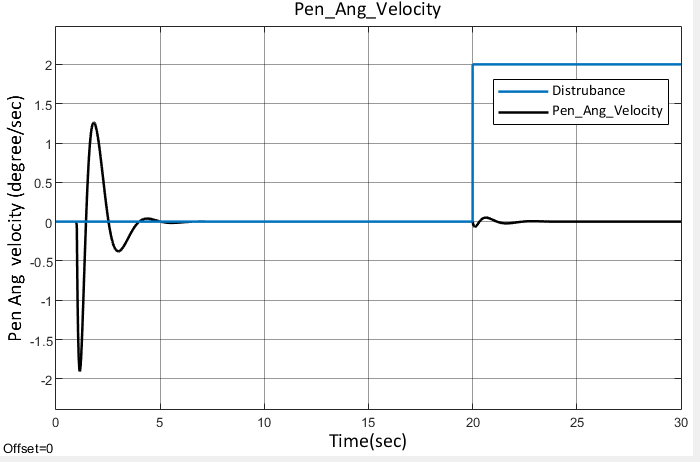 Pen_Ang_Velocity
Pen Ang velocity (degree/sec)
2
1.5
1
0.5
0
-0.5
-1
-1.5
-2
Distrubance
Pen_Ang_Velocity
0 5 10 15 20 25 30
Time(sec)
Offset=0